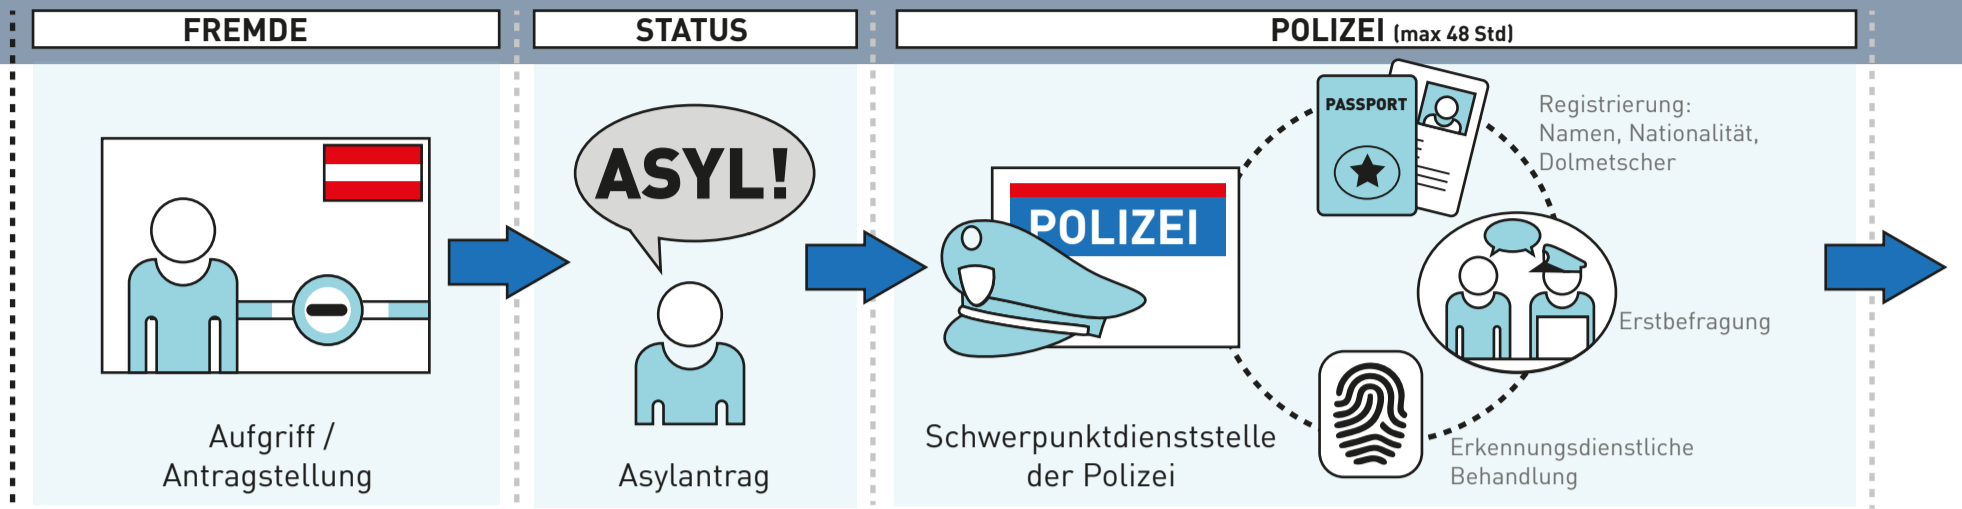 FREMDE
Aufgriff /
Antragstellung
STATUS
ASYL!
Asylantrag
POLIZEI (max 48 Std)
POLIZEI
Schwerpunktdienststelle
der Polizei
PASSPORT
Registrierung:
Namen, Nationalität,
Dolmetscher
Erstbefragung
Erkennungsdienstliche
Behandlung